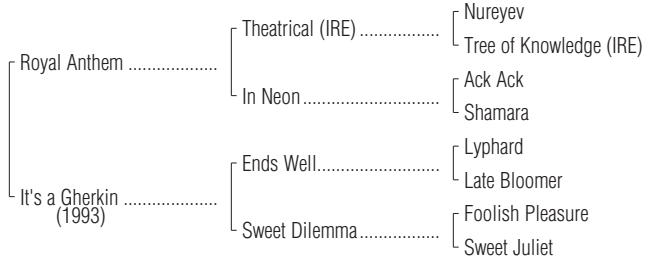 Nureyev
Theatrical (IRE) .................
Tree of Knowledge (IRE)
Royal Anthem ...................
Ack Ack
In Neon .............................
Shamara
Lyphard
Ends Well..........................
Late Bloomer
It's a Gherkin ....................
(1993)
Foolish Pleasure
Sweet Dilemma.................
Sweet Juliet